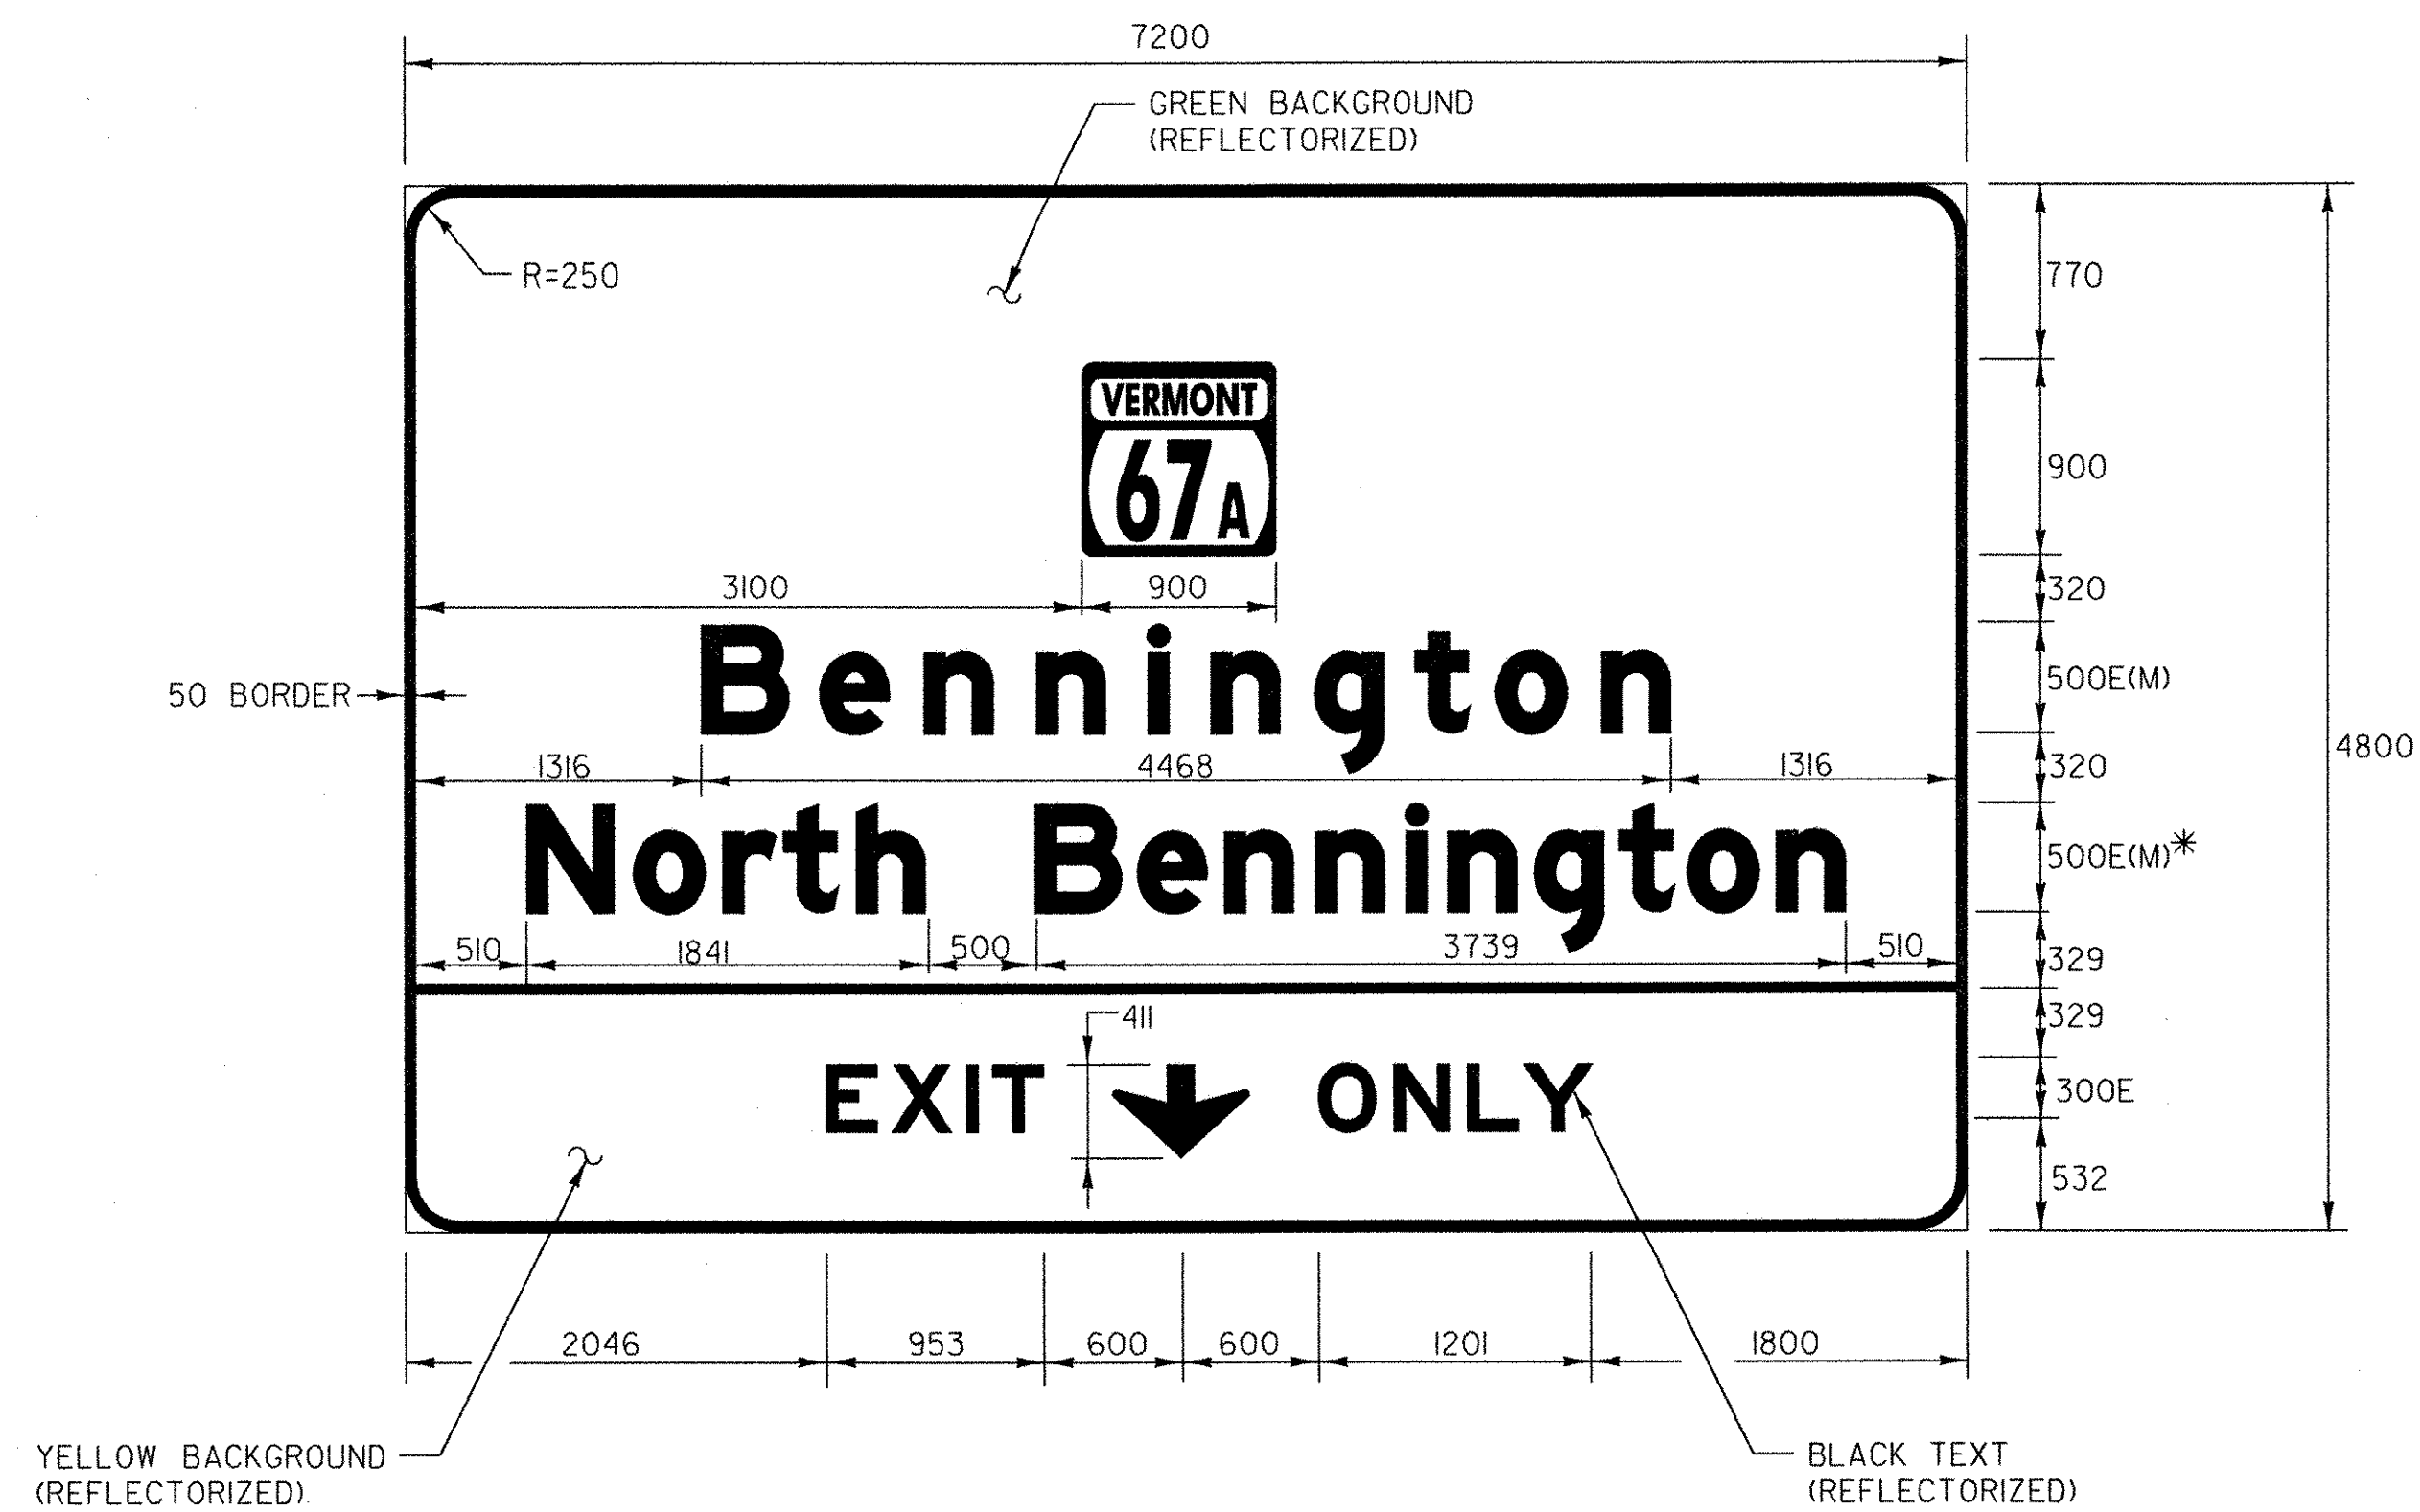 7200
GREEN BACKGROUND
(REFLECTORIZED)
R=250
770
VERMONT
67A
900
3100
900
320
Bennington
500E(M)
50 BORDER
4800
1316
4468
1316
320
North Bennington
500E(M)*
510
1841
500
3739
510
329
329
411
EXIT ONLY
300E
532
2046
953
600
600
1201
1800
YELLOW BACKGROUND
(REFLECTORIZED).
BLACK TEXT
(REFLECTORIZED)